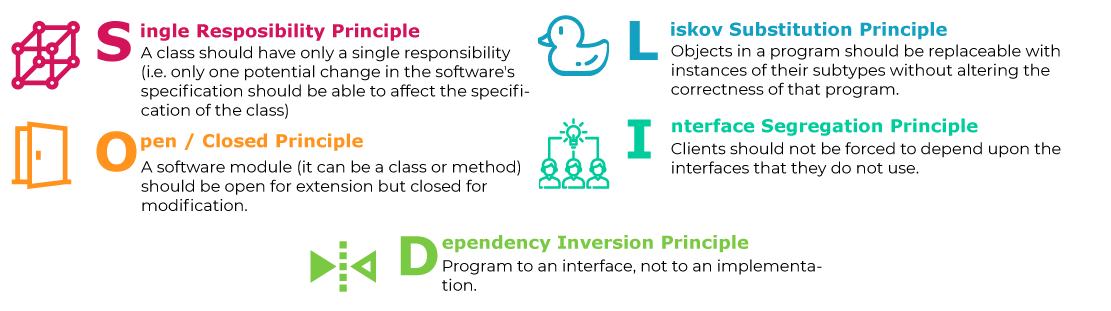 Single Resposibility Principle
A class should have only a single responsibility
(i.e. only one potential change in the software's
specification should be able to affect the specifi-
cation of the class)
Open / Closed Principle
A software module (it can be a class or method)
should be open for extension but closed for
modification.
Liskov Substitution Principle
Objects in a program should be replaceable with
instances of their subtypes without altering the
correctness of that program.
Interface Segregation Principle
Clients should not be forced to depend upon the
interfaces that they do not use.
Dependency Inversion Principle
Program to an interface, not to an implementa-
tion.